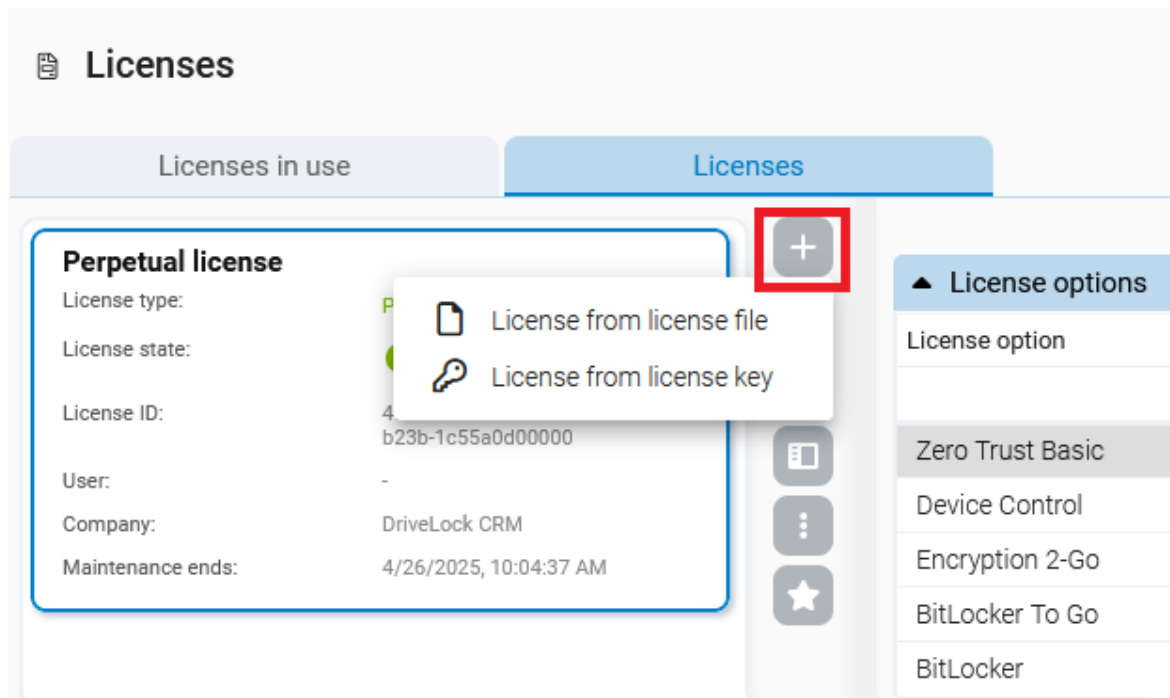 Licenses
Licenses in use
Licenses
Perpetual license
License type:
License state:
License ID:
b23b-1c55a0d00000
User:
-
Company:
DriveLock CRM
Maintenance ends:
4/26/2025, 10:04:37 AM
License from license file
License from license key
License options
License option
Zero Trust Basic
Device Control
Encryption 2-Go
BitLocker To Go
BitLocker